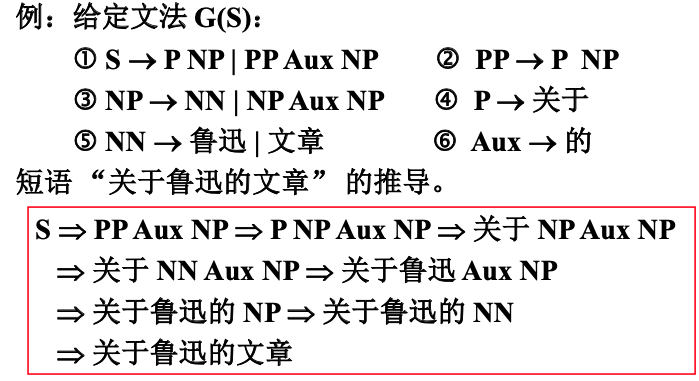 例：给定文法 G(S)：
① S → P NP | PP Aux NP ② PP → P NP
③ NP → NN | NP Aux NP ④ P → 关于
⑤ NN → 鲁迅 | 文章 ⑥ Aux → 的
短语 “关于鲁迅的文章” 的推导。
S ⇒ PP Aux NP ⇒ P NP Aux NP ⇒ 关于 NP Aux NP
⇒ 关于 NN Aux NP ⇒ 关于鲁迅 Aux NP
⇒ 关于鲁迅的 NP ⇒ 关于鲁迅的 NN
⇒ 关于鲁迅的文章